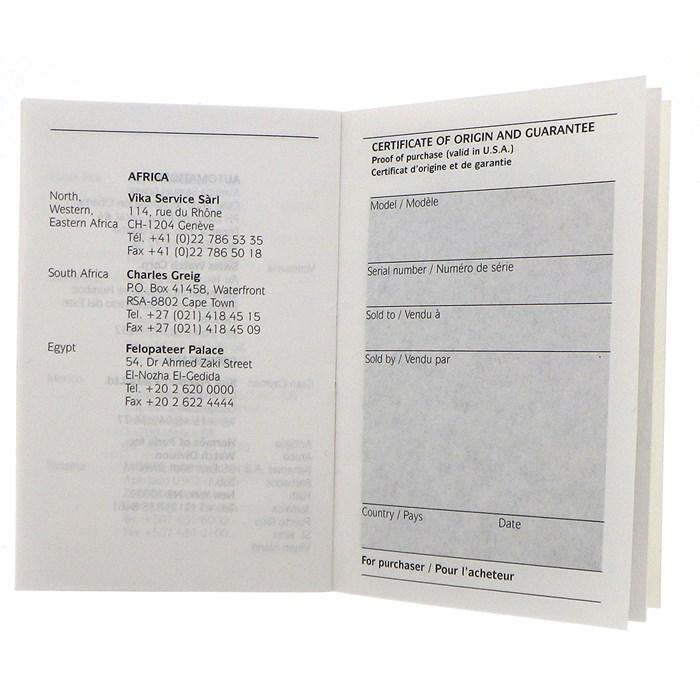 AFRICA
North, Vika Service Sàrl
Western, 114, rue du Rhône
Eastern Africa CH-1204 Genève
Tél. +41 (0)22 786 53 35
Fax +41 (0)22 786 50 18
South Africa Charles Greig
P.O. Box 41458, Waterfront
RSA-8802 Cape Town
Tel. +27 (021) 418 45 15
Fax +27 (021) 418 45 09
Egypt Felopateer Palace
54, Dr Ahmed Zaki Street
El-Nozha El-Gedida
Tel. +20 2 620 0000
Fax +20 2 622 4444
CERTIFICATE OF ORIGIN AND GUARANTEE
Proof of purchase (valid in U.S.A.)
Certificat d'origine et de garantie
Model / Modèle
Serial number / Numéro de série
Sold to / Vendu à
Sold by / Vendu par
Country / Pays Date
For purchaser / Pour l'acheteur